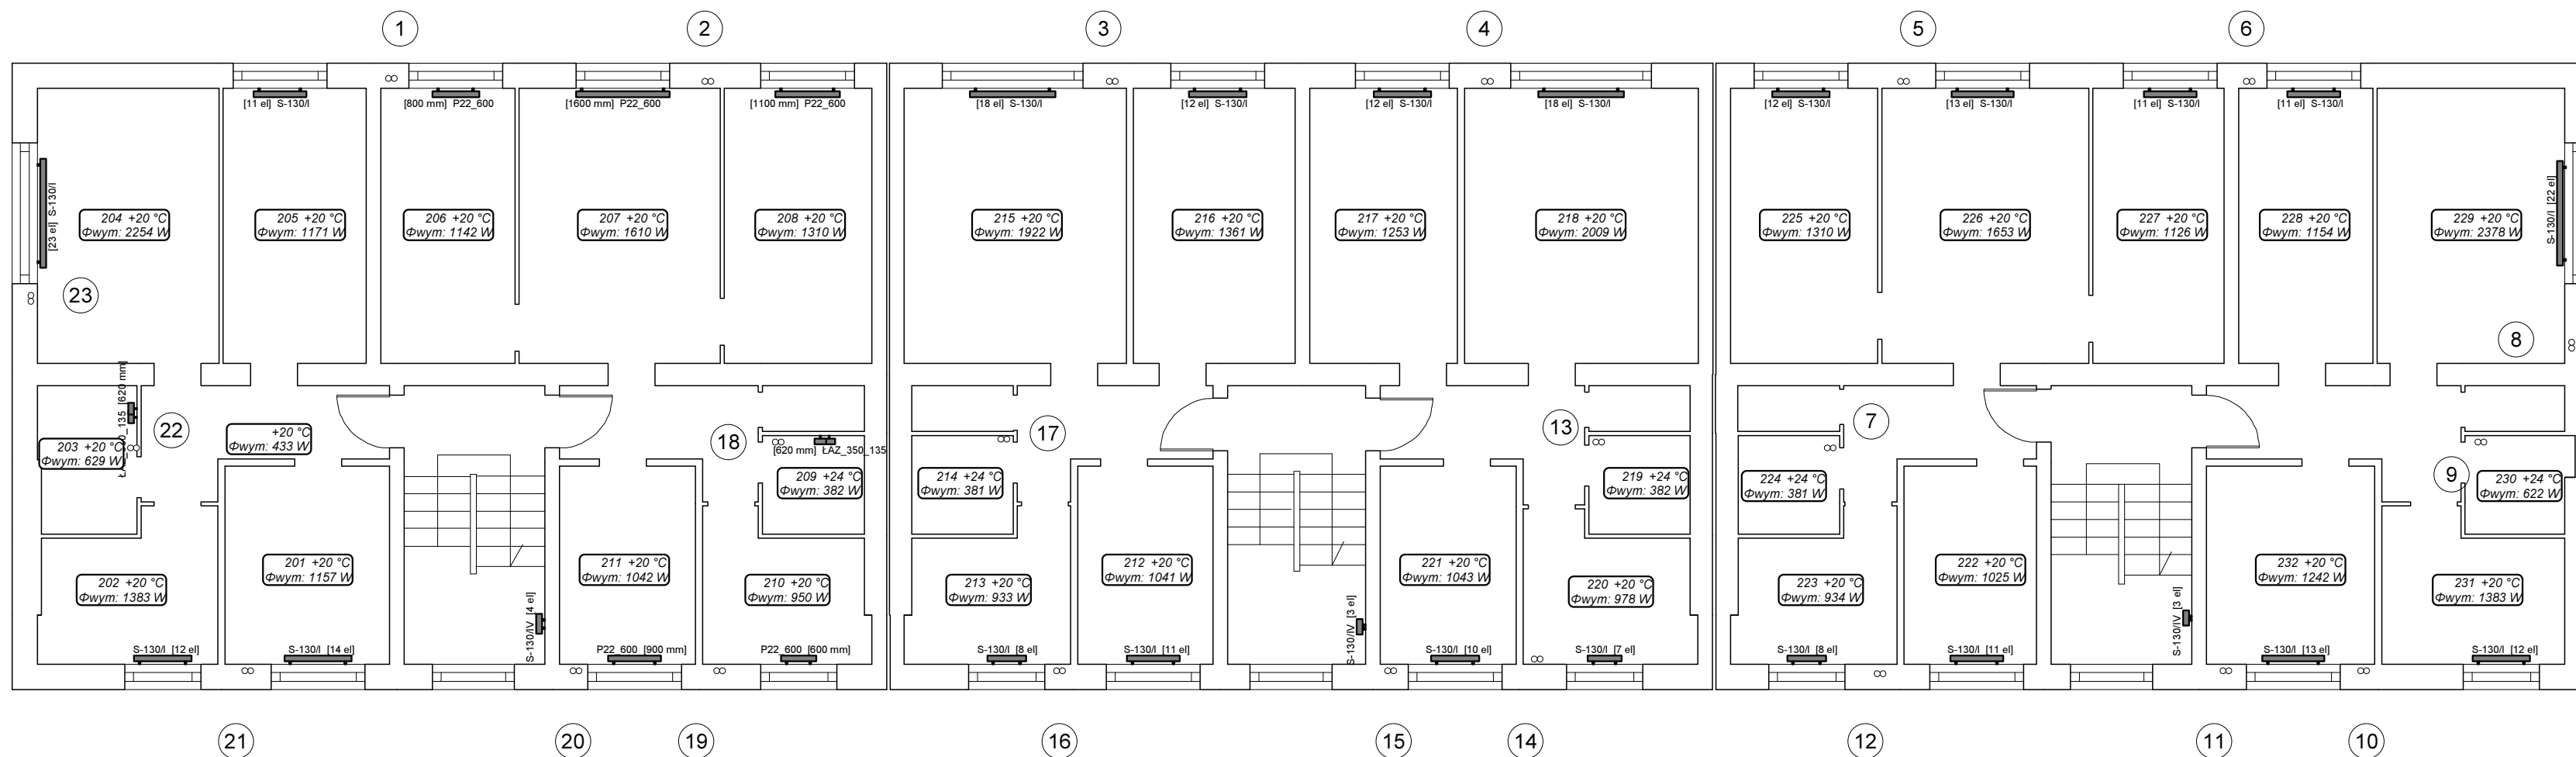 1
2
3
4
5
6
[11 el] S-130/I
[800 mm] P22_600
[1600 mm] P22_600
[1100 mm] P22_600
[18 el] S-130/I
[12 el] S-130/I
[12 el] S-130/I
[18 el] S-130/I
[12 el] S-130/I
[13 el] S-130/I
[11 el] S-130/I
[11 el] S-130/I
[23 el] S-130/I
S-130/I [22 el]
204 +20 °C
Φwym: 2254 W
205 +20 °C
Φwym: 1171 W
206 +20 °C
Φwym: 1142 W
207 +20 °C
Φwym: 1610 W
208 +20 °C
Φwym: 1310 W
215 +20 °C
Φwym: 1922 W
216 +20 °C
Φwym: 1361 W
217 +20 °C
Φwym: 1253 W
218 +20 °C
Φwym: 2009 W
225 +20 °C
Φwym: 1310 W
226 +20 °C
Φwym: 1653 W
227 +20 °C
Φwym: 1126 W
228 +20 °C
Φwym: 1154 W
229 +20 °C
Φwym: 2378 W
23
8
135 [620 mm]
22
18
17
13
7
9
203 +20 °C
Φwym: 629 W
+20 °C
Φwym: 433 W
[620 mm] ŁAZ_350_135
209 +24 °C
Φwym: 382 W
214 +24 °C
Φwym: 381 W
219 +24 °C
Φwym: 382 W
224 +24 °C
Φwym: 381 W
230 +24 °C
Φwym: 622 W
202 +20 °C
Φwym: 1383 W
201 +20 °C
Φwym: 1157 W
211 +20 °C
Φwym: 1042 W
210 +20 °C
Φwym: 950 W
213 +20 °C
Φwym: 933 W
212 +20 °C
Φwym: 1041 W
221 +20 °C
Φwym: 1043 W
220 +20 °C
Φwym: 978 W
223 +20 °C
Φwym: 934 W
222 +20 °C
Φwym: 1025 W
232 +20 °C
Φwym: 1242 W
231 +20 °C
Φwym: 1383 W
S-130/IV [4 el]
S-130/IV [3 el]
S-130/IV [3 el]
S-130/I [12 el]
S-130/I [14 el]
P22_600 [900 mm]
P22_600 [600 mm]
S-130/I [8 el]
S-130/I [11 el]
S-130/I [10 el]
S-130/I [7 el]
S-130/I [8 el]
S-130/I [11 el]
S-130/I [13 el]
S-130/I [12 el]
21
20
19
16
15
14
12
11
10